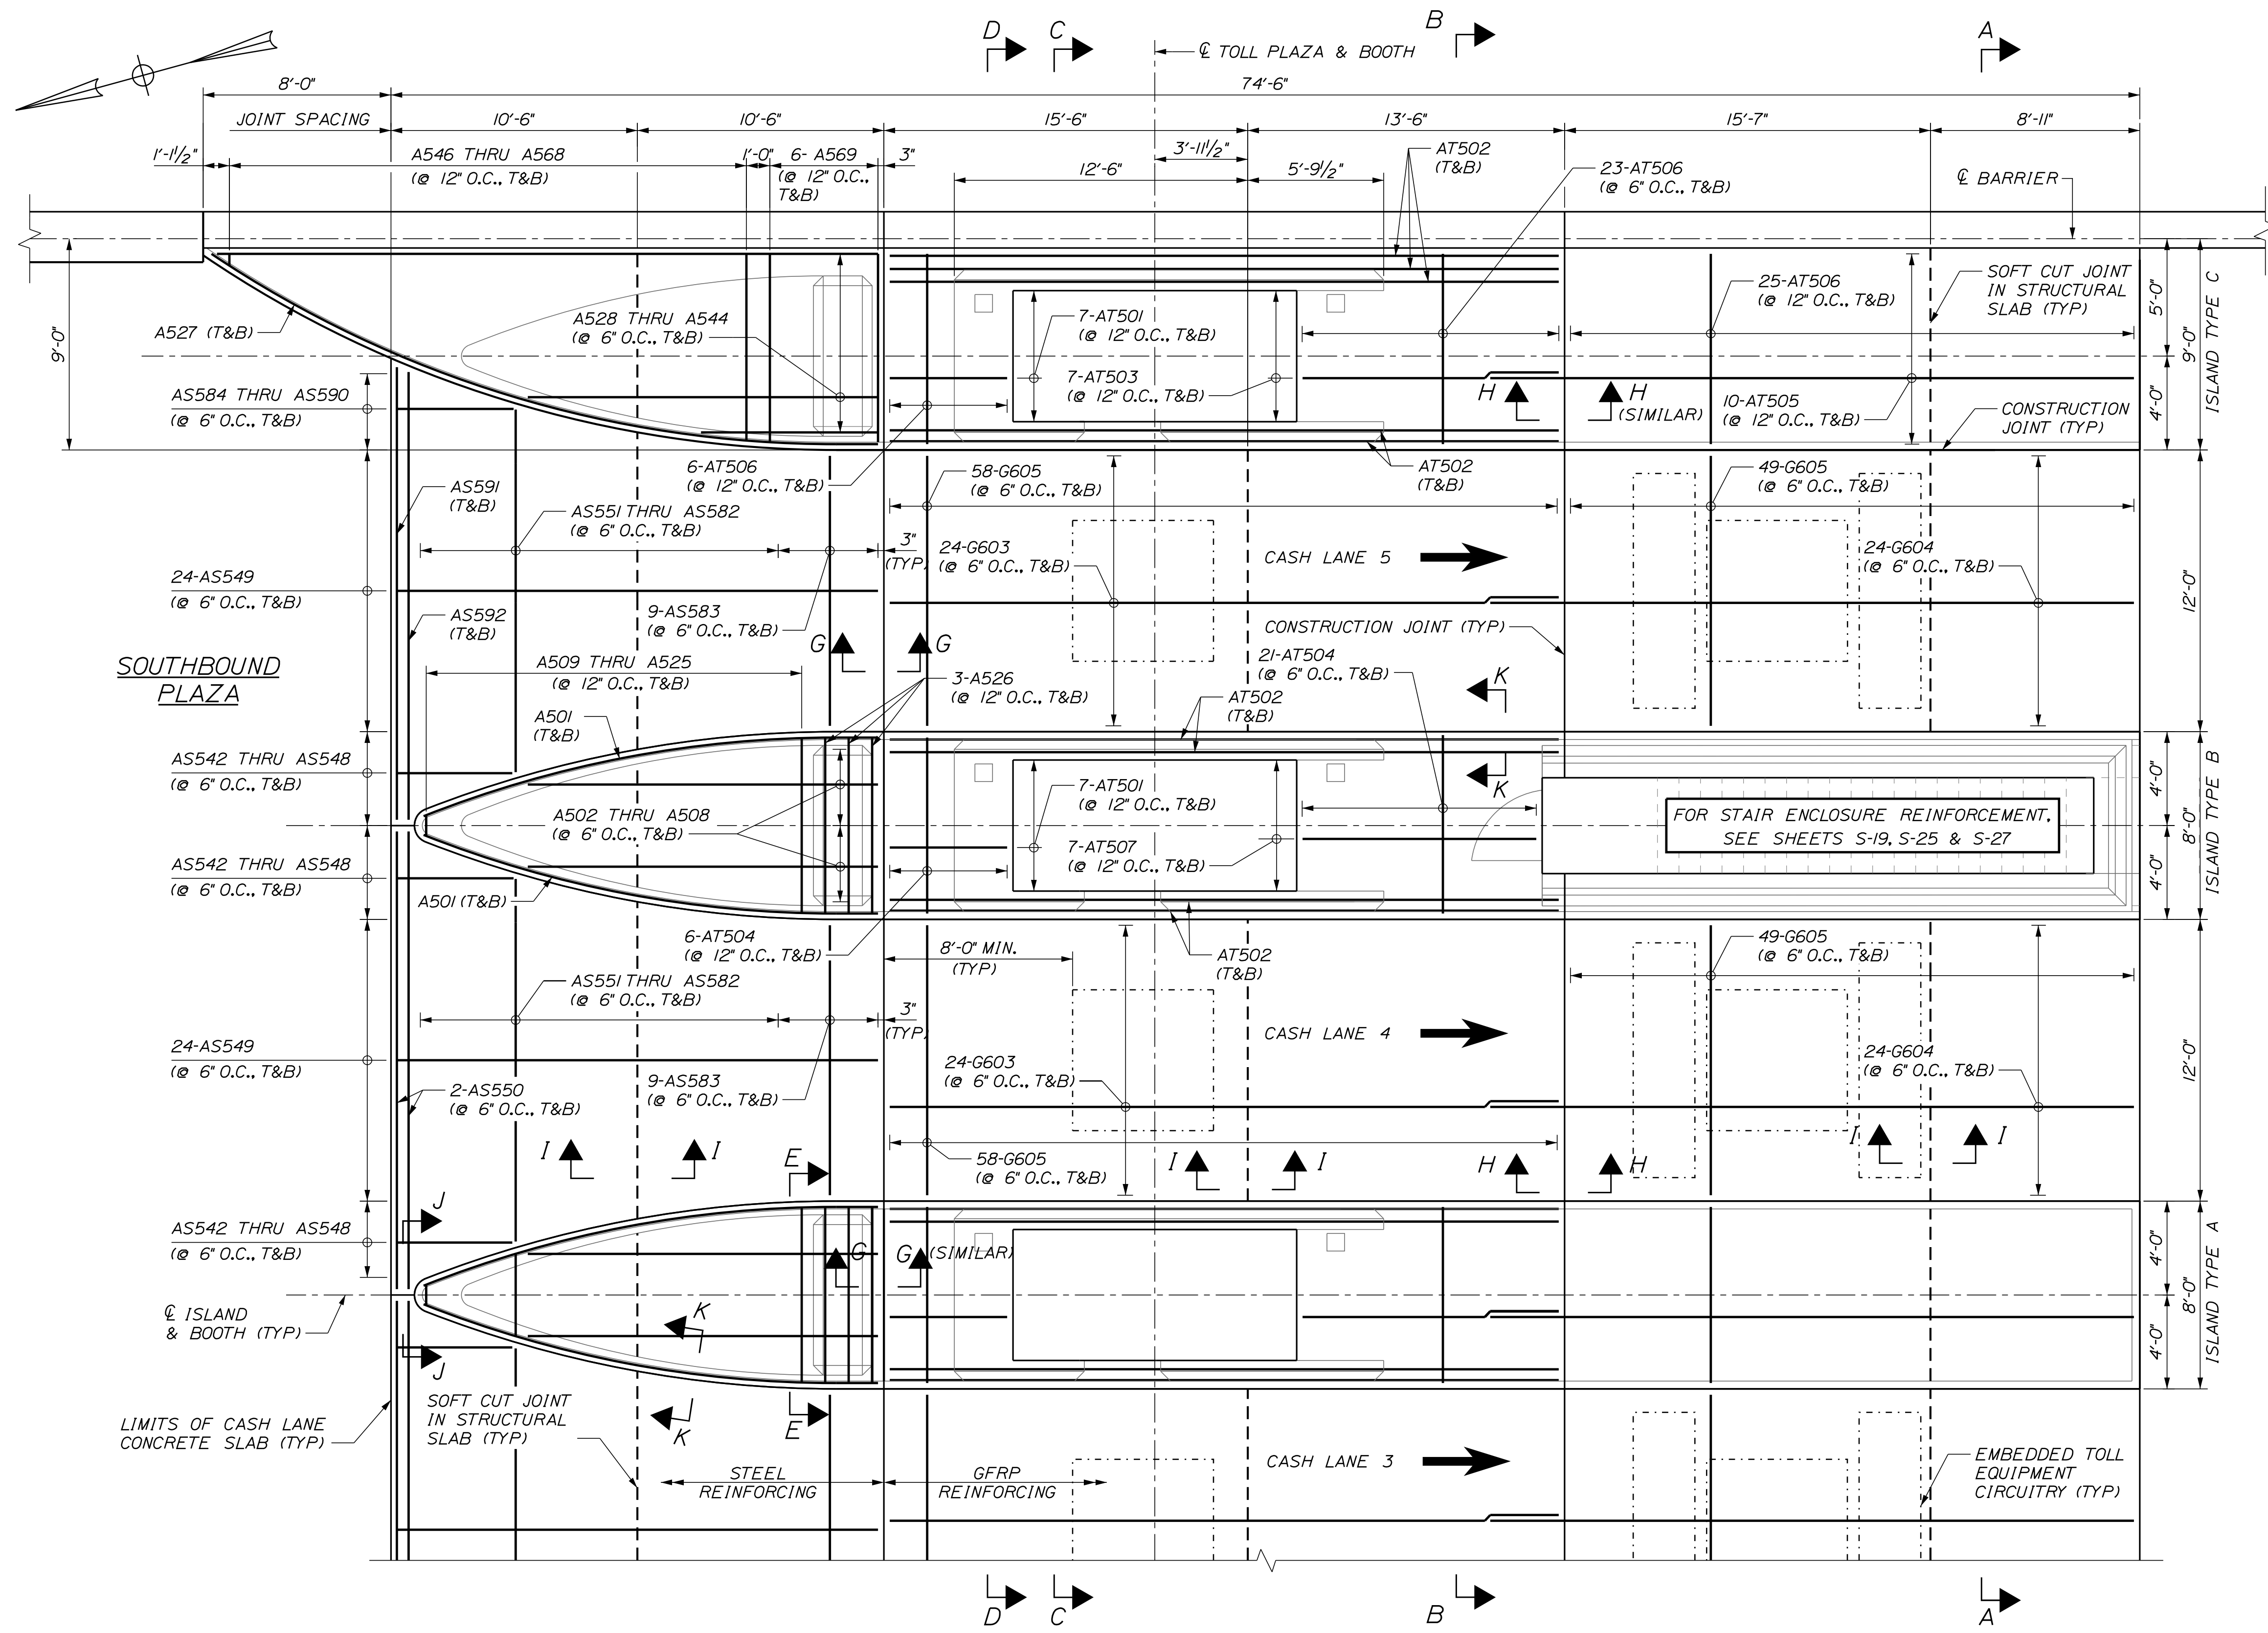 D
C
B
A
℄ TOLL PLAZA & BOOTH
8'-0"
74'-6"
JOINT SPACING
10'-6"
10'-6"
15'-6"
13'-6"
15'-7"
8'-11"
1'-1½"
A546 THRU A568
(@ 12" O.C., T&B)
1'-0"
6- A569
(@ 12" O.C.,
T&B)
3"
3'-11½"
12'-6"
5'-9½"
AT502
(T&B)
23-AT506
(@ 6" O.C., T&B)
℄ BARRIER
9'-0"
A527 (T&B)
A528 THRU A544
(@ 6" O.C., T&B)
7-AT501
(@ 12" O.C., T&B)
7-AT503
(@ 12" O.C., T&B)
25-AT506
(@ 12" O.C., T&B)
SOFT CUT JOINT
IN STRUCTURAL
SLAB (TYP)
5'-0"
9'-0"
4'-0"
ISLAND TYPE C
H
H
(SIMILAR)
10-AT505
(@ 12" O.C., T&B)
CONSTRUCTION
JOINT (TYP)
AS584 THRU AS590
(@ 6" O.C., T&B)
6-AT506
(@ 12" O.C., T&B)
58-G605
(@ 6" O.C., T&B)
AT502
(T&B)
49-G605
(@ 6" O.C., T&B)
AS591
(T&B)
AS551 THRU AS582
(@ 6" O.C., T&B)
3"
(TYP)
24-G603
(@ 6" O.C., T&B)
CASH LANE 5
24-G604
(@ 6" O.C., T&B)
12'-0"
24-AS549
(@ 6" O.C., T&B)
AS592
(T&B)
9-AS583
(@ 6" O.C., T&B)
CONSTRUCTION JOINT (TYP)
SOUTHBOUND
PLAZA
A509 THRU A525
(@ 12" O.C., T&B)
G
G
3-A526
(@ 12" O.C., T&B)
21-AT504
(@ 6" O.C., T&B)
K
A501
(T&B)
AT502
(T&B)
AS542 THRU AS548
(@ 6" O.C., T&B)
K
A502 THRU A508
(@ 6" O.C., T&B)
7-AT501
(@ 12" O.C., T&B)
7-AT507
(@ 12" O.C., T&B)
FOR STAIR ENCLOSURE REINFORCEMENT,
SEE SHEETS S-19, S-25 & S-27
4'-0"
8'-0"
4'-0"
ISLAND TYPE B
AS542 THRU AS548
(@ 6" O.C., T&B)
A501 (T&B)
6-AT504
(@ 12" O.C., T&B)
8'-0" MIN.
(TYP)
AT502
(T&B)
49-G605
(@ 6" O.C., T&B)
AS551 THRU AS582
(@ 6" O.C., T&B)
3"
(TYP)
CASH LANE 4
24-AS549
(@ 6" O.C., T&B)
2-AS550
(@ 6" O.C., T&B)
9-AS583
(@ 6" O.C., T&B)
24-G603
(@ 6" O.C., T&B)
24-G604
(@ 6" O.C., T&B)
12'-0"
I
I
E
58-G605
(@ 6" O.C., T&B)
I
I
H
H
I
I
J
AS542 THRU AS548
(@ 6" O.C., T&B)
G
G
(SIMILAR)
4'-0"
8'-0"
4'-0"
ISLAND TYPE A
℄ ISLAND
& BOOTH (TYP)
K
J
LIMITS OF CASH LANE
CONCRETE SLAB (TYP)
SOFT CUT JOINT
IN STRUCTURAL
SLAB (TYP)
K
E
STEEL
REINFORCING
GFRP
REINFORCING
CASH LANE 3
EMBEDDED TOLL
EQUIPMENT
CIRCUITRY (TYP)
D
C
B
A